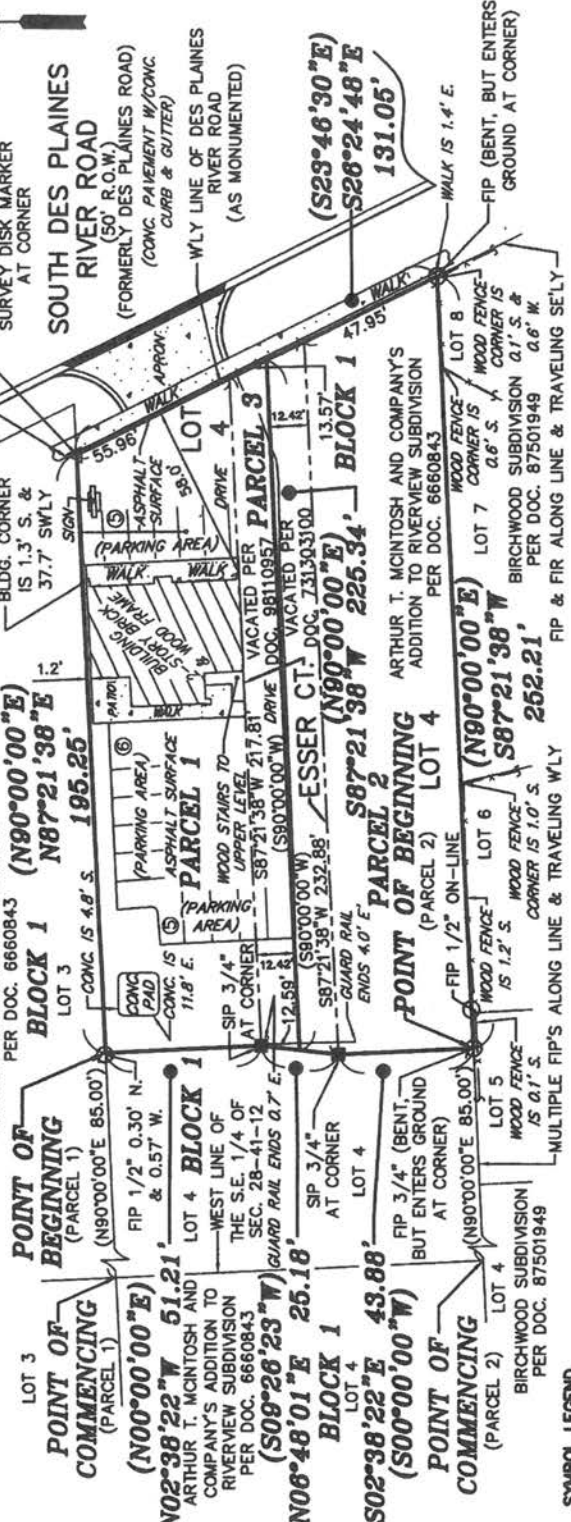 LOT 3
POINT OF
COMMENCING
(PARCEL 1)
POINT OF
BEGINNING
(PARCEL 1)
(N90°00'00"E 85.00')
PER DOC. 6660843
BLOCK 1
LOT 3
CONC. IS 4.8' S.
(N90°00'00"E)
N87°21'38"E
195.25'
1.2'
BLDG. CORNER
IS 1.3' S. &
37.7' SW'LY
SIGN
SURVEY DISK MARKER
AT CORNER
SOUTH DES PLAINES
RIVER ROAD
(50' R.O.W.)
(FORMERLY DES PLAINES ROAD)
(CONC. PAVEMENT W/CONC.
CURB & GUTTER)
W'LY LINE OF DES PLAINES
RIVER ROAD
(AS MONUMENTED)
(S23°46'30"E)
S26°24'48"E
131.05'
WALK IS 1.4' E.
FIP (BENT, BUT ENTERS
GROUND AT CORNER)
(N00°00'00"E)
N02°38'22"W 51.21'
ARTHUR T. MCINTOSH AND
COMPANY'S ADDITION TO
RIVERVIEW SUBDIVISION
PER DOC. 6660843
FIP 1/2" 0.30' N.
& 0.57' W.
LOT 4 BLOCK 1
WEST LINE OF
THE S.E. 1/4 OF
SEC. 28-41-12
GUARD RAIL ENDS 0.7' E.
CONC.
PAD
CONC. IS
11.8' E.
SIP 3/4"
AT CORNER
5
(PARKING
AREA)
6
(PARKING AREA)
ASPHALT SURFACE
PARCEL 1
WOOD STAIRS TO
UPPER LEVEL
PATIO
WALK
2-STORY BRICK
& WOOD FRAME
BUILDING
WALK
WALK
5
(PARKING AREA)
ASPHALT
SURFACE
58.0'
55.96'
WALK
APRON
DRIVE
LOT
4
S87°21'38"W 217.81'
(S90°00'00"W)
DRIVE
VACATED PER
DOC. 98110957
PARCEL 3
12.42'
12.59'
12.42'
13.57'
BLOCK 1
47.95'
WALK
(S90°00'00"W)
S87°21'38"W 232.88'
ESSER CT.
VACATED PER
DOC. 731303100
(N90°00'00"E)
S87°21'38"W 225.34'
(S09°26'23"W)
N06°48'01"E 25.18'
BLOCK 1
LOT 4
SIP 3/4"
AT CORNER
LOT 4
GUARD RAIL
ENDS 4.0' E.
PARCEL 2
POINT OF BEGINNING
(PARCEL 2)
LOT 4
ARTHUR T. MCINTOSH AND COMPANY'S
ADDITION TO RIVERVIEW SUBDIVISION
PER DOC. 6660843
S02°38'22"E 43.88'
(S00°00'00"W)
FIP 3/4" (BENT,
BUT ENTERS GROUND
AT CORNER)
FIP 1/2" ON-LINE
(N90°00'00"E)
S87°21'38"W
252.21'
POINT OF
COMMENCING
(PARCEL 2)
(N90°00'00"E 85.00')
LOT 4
BIRCHWOOD SUBDIVISION
PER DOC. 87501949
LOT 5
WOOD FENCE
IS 0.1' S.
WOOD FENCE
IS 1.2' S.
LOT 6
WOOD FENCE
CORNER IS 1.0' S.
LOT 7
WOOD FENCE
CORNER IS
0.6' S.
LOT 8
WOOD FENCE
CORNER IS
0.1' S. &
0.6' W.
BIRCHWOOD SUBDIVISION
PER DOC. 87501949
MULTIPLE FIP'S ALONG LINE & TRAVELING W'LY
FIP & FIR ALONG LINE & TRAVELING SE'LY
SYMBOL LEGEND